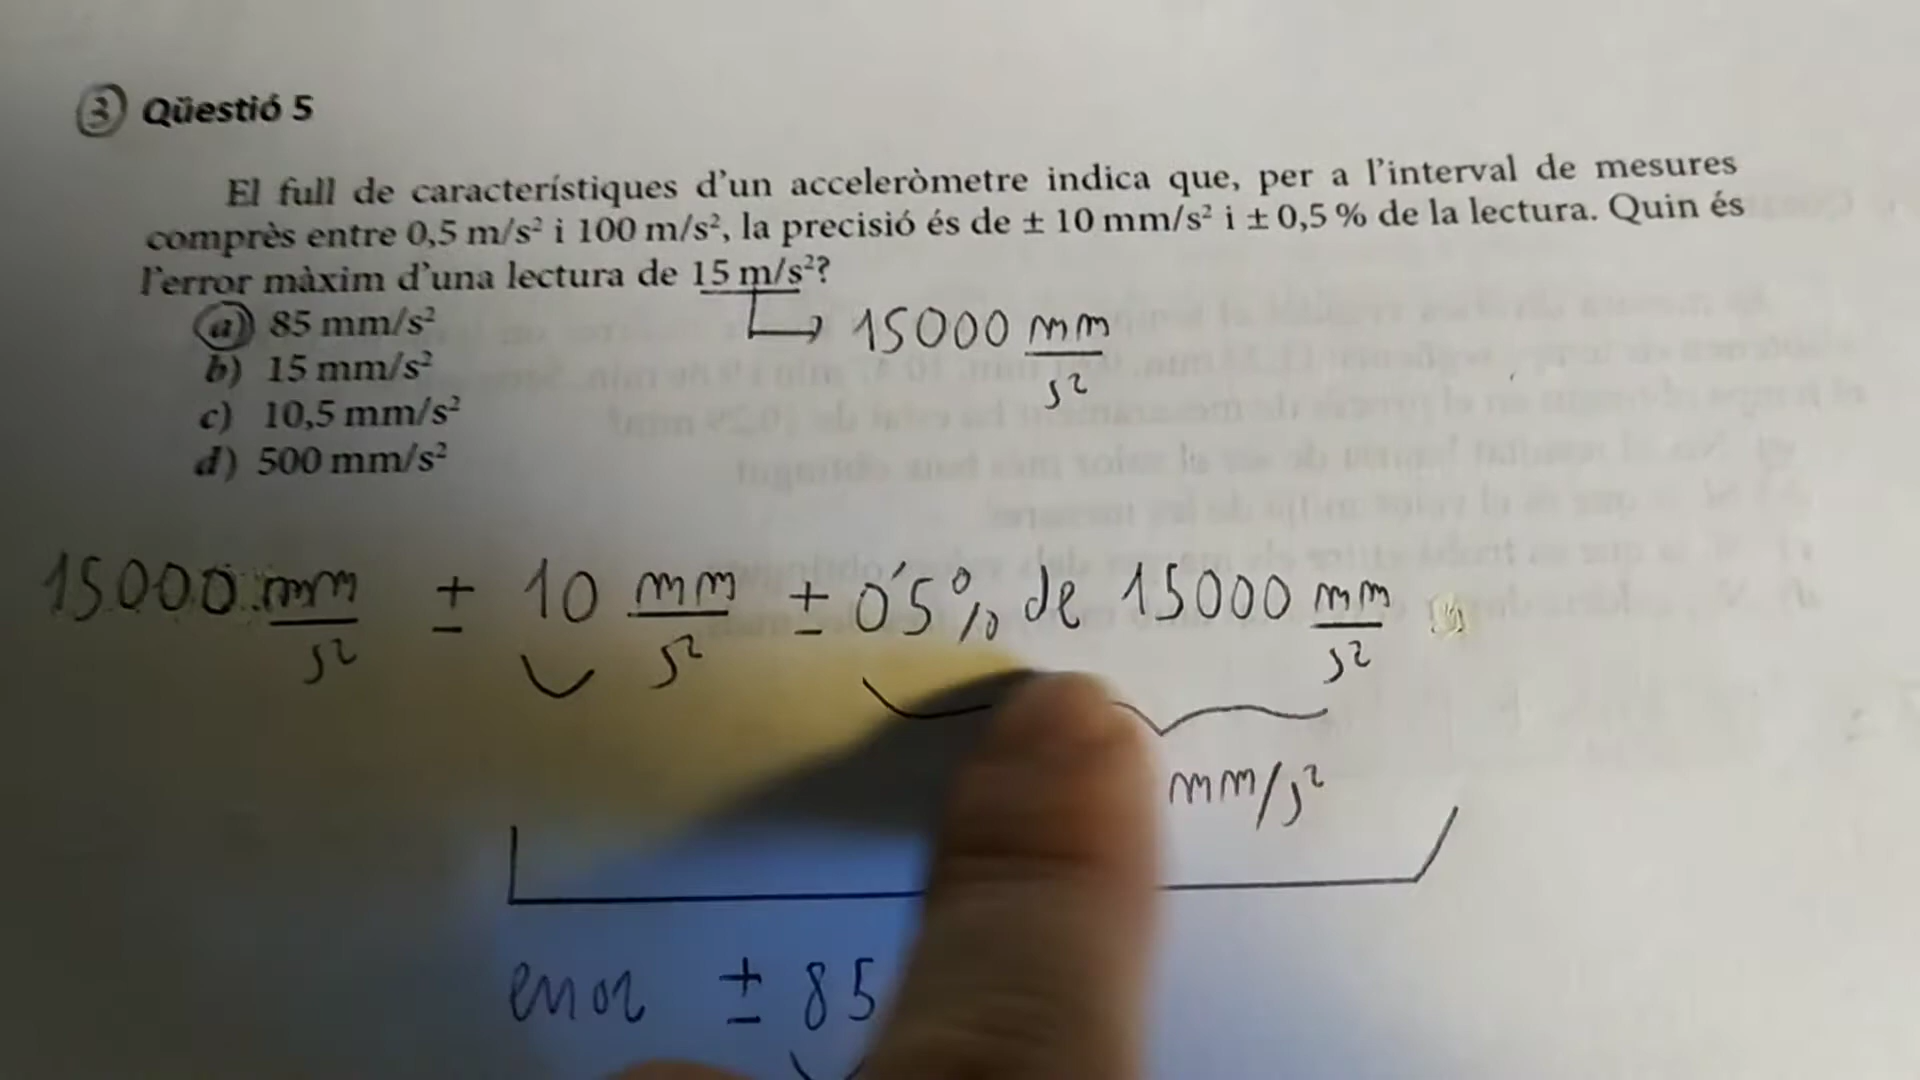 3 Qüestió 5
El full de característiques d'un acceleròmetre indica que, per a l'interval de mesures
comprès entre 0,5 m/s² i 100 m/s², la precisió és de ± 10 mm/s² i ± 0,5 % de la lectura. Quin és
l'error màxim d'una lectura de 15 m/s²?
a) 85 mm/s²
b) 15 mm/s²
c) 10,5 mm/s²
d) 500 mm/s²
15000 mm/s²
15000 mm/s² ± 10 mm/s² ± 0'5% de 15000 mm/s²
mm/s²
error ± 85